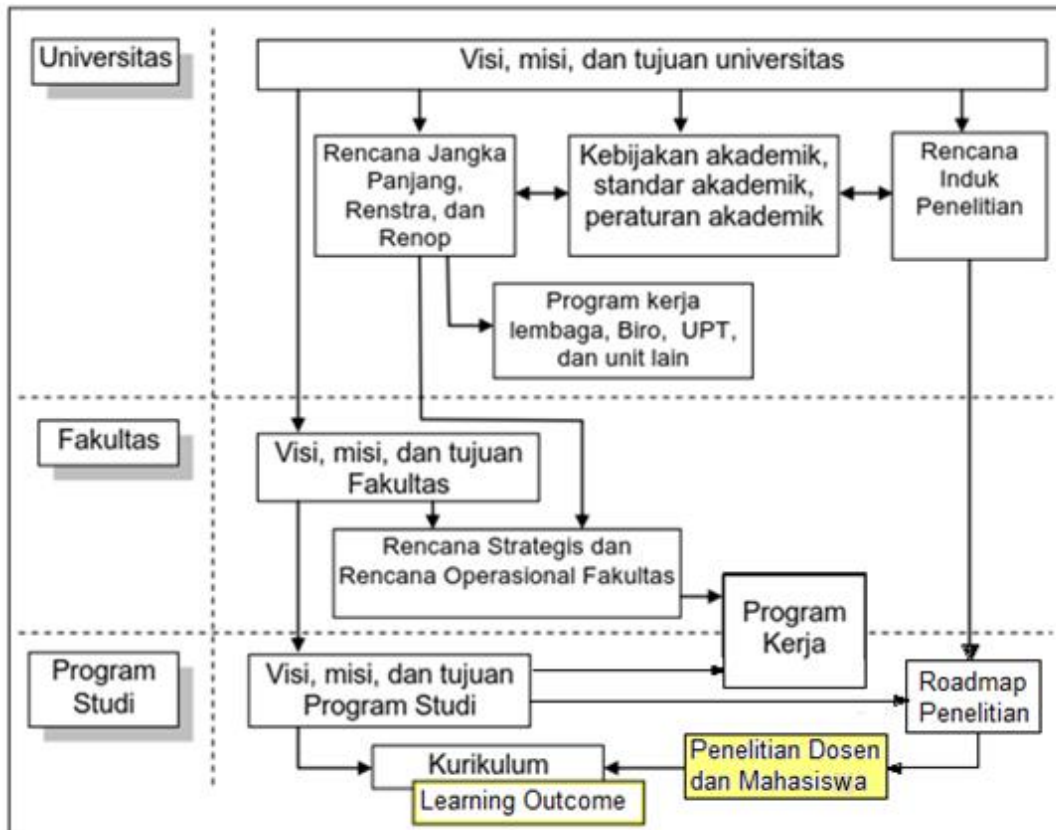 Universitas
Visi, misi, dan tujuan universitas
Rencana Jangka
Panjang,
Renstra, dan
Renop
Kebijakan akademik,
standar akademik,
peraturan akademik
Rencana
Induk
Penelitian
Program kerja
lembaga, Biro, UPT,
dan unit lain
Fakultas
Visi, misi, dan tujuan
Fakultas
Rencana Strategis dan
Rencana Operasional Fakultas
Program
Kerja
Program
Studi
Visi, misi, dan tujuan
Program Studi
Roadmap
Penelitian
Kurikulum
Learning Outcome
Penelitian Dosen
dan Mahasiswa